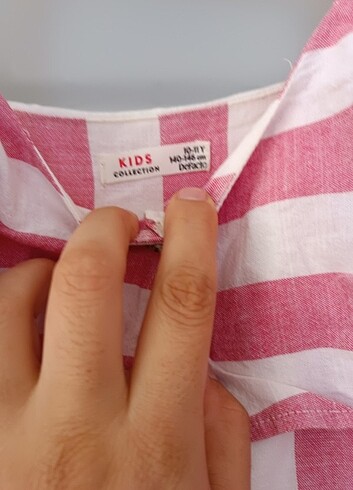 KIDS
COLLECTION
10-11 Y
140-146 cm
DeFacto